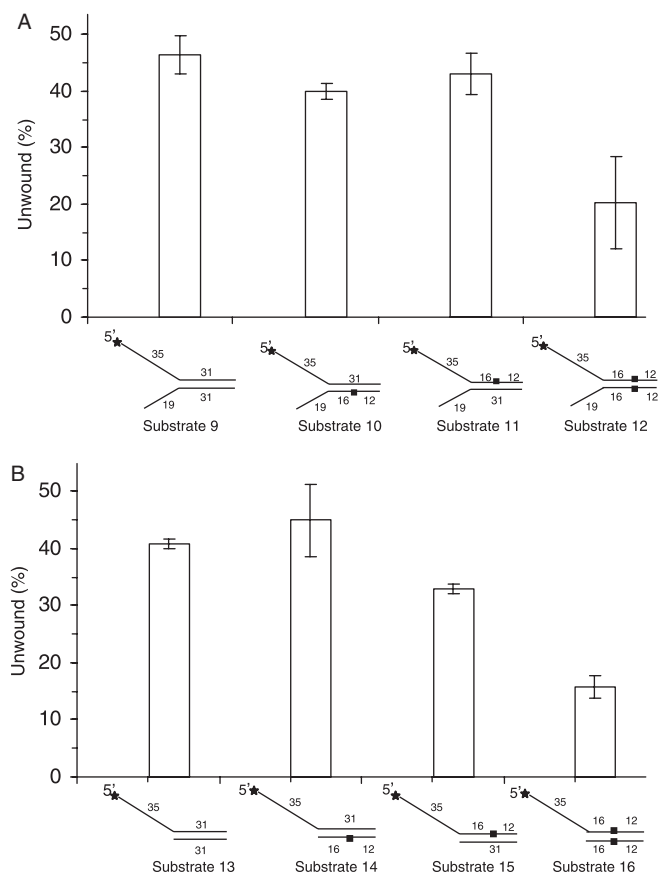 A
Unwound (%)
50
40
30
20
10
0
5’ 35 31 31 19
5’ 35 31 16 12 19
5’ 35 16 12 31 19
5’ 35 16 12 16 12 19
Substrate 9 Substrate 10 Substrate 11 Substrate 12
B
Unwound (%)
50
40
30
20
10
0
5’ 35 31 31
5’ 35 31 16 12
5’ 35 16 12 31
5’ 35 16 12 16 12
Substrate 13 Substrate 14 Substrate 15 Substrate 16